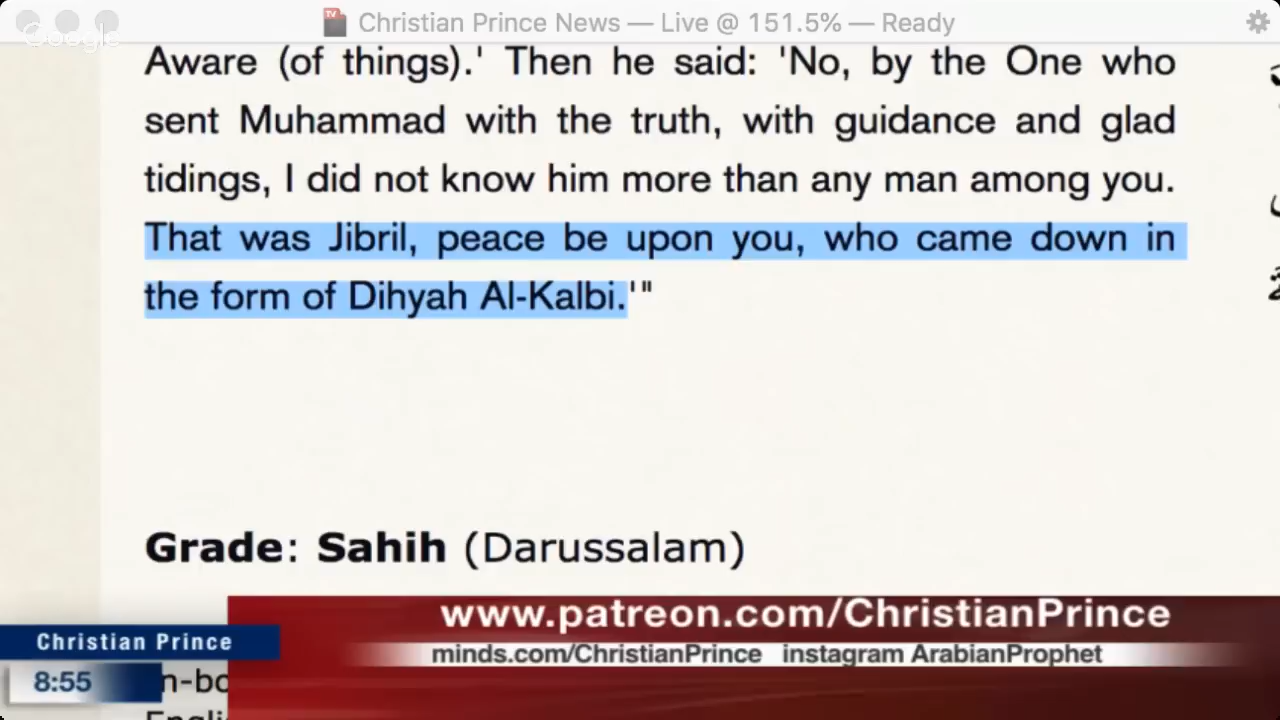 Christian Prince News — Live @ 151.5% — Ready
Google
Aware (of things).' Then he said: 'No, by the One who
sent Muhammad with the truth, with guidance and glad
tidings, I did not know him more than any man among you.
That was Jibril, peace be upon you, who came down in
the form of Dihyah Al-Kalbi.'"
Grade: Sahih (Darussalam)
www.patreon.com/ChristianPrince
Christian Prince
minds.com/ChristianPrince instagram ArabianProphet
8:55